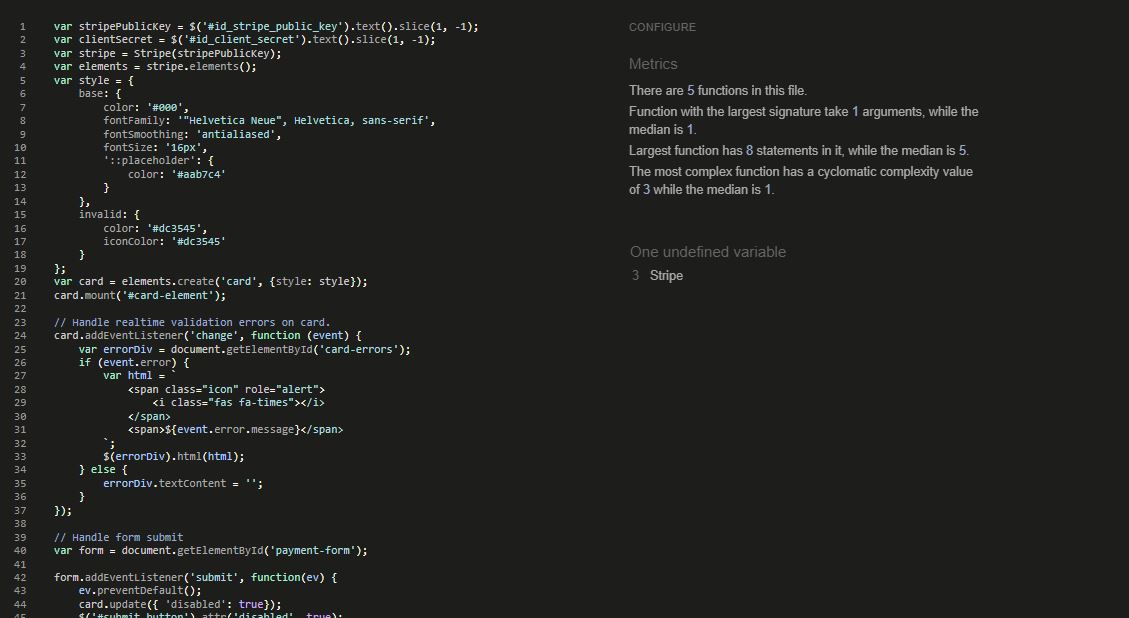 1 var stripePublicKey = $('#id_stripe_public_key').text().slice(1, -1);
2 var clientSecret = $('#id_client_secret').text().slice(1, -1);
3 var stripe = Stripe(stripePublicKey);
4 var elements = stripe.elements();
5 var style = {
6 base: {
7 color: '#000',
8 fontFamily: '"Helvetica Neue", Helvetica, sans-serif',
9 fontSmoothing: 'antialiased',
10 fontSize: '16px',
11 '::placeholder': {
12 color: '#aab7c4'
13 }
14 },
15 invalid: {
16 color: '#dc3545',
17 iconColor: '#dc3545'
18 }
19 };
20 var card = elements.create('card', {style: style});
21 card.mount('#card-element');
22
23 // Handle realtime validation errors on card.
24 card.addEventListener('change', function (event) {
25 var errorDiv = document.getElementById('card-errors');
26 if (event.error) {
27 var html = `
28 <span class="icon" role="alert">
29 <i class="fas fa-times"></i>
30 </span>
31 <span>${event.error.message}</span>
32 `;
33 $(errorDiv).html(html);
34 } else {
35 errorDiv.textContent = '';
36 }
37 });
38
39 // Handle form submit
40 var form = document.getElementById('payment-form');
41
42 form.addEventListener('submit', function(ev) {
43 ev.preventDefault();
44 card.update({ 'disabled': true});
45 $('#submit-button').attr('disabled', true);
CONFIGURE
Metrics
There are 5 functions in this file.
Function with the largest signature take 1 arguments, while the
median is 1.
Largest function has 8 statements in it, while the median is 5.
The most complex function has a cyclomatic complexity value
of 3 while the median is 1.
One undefined variable
3 Stripe